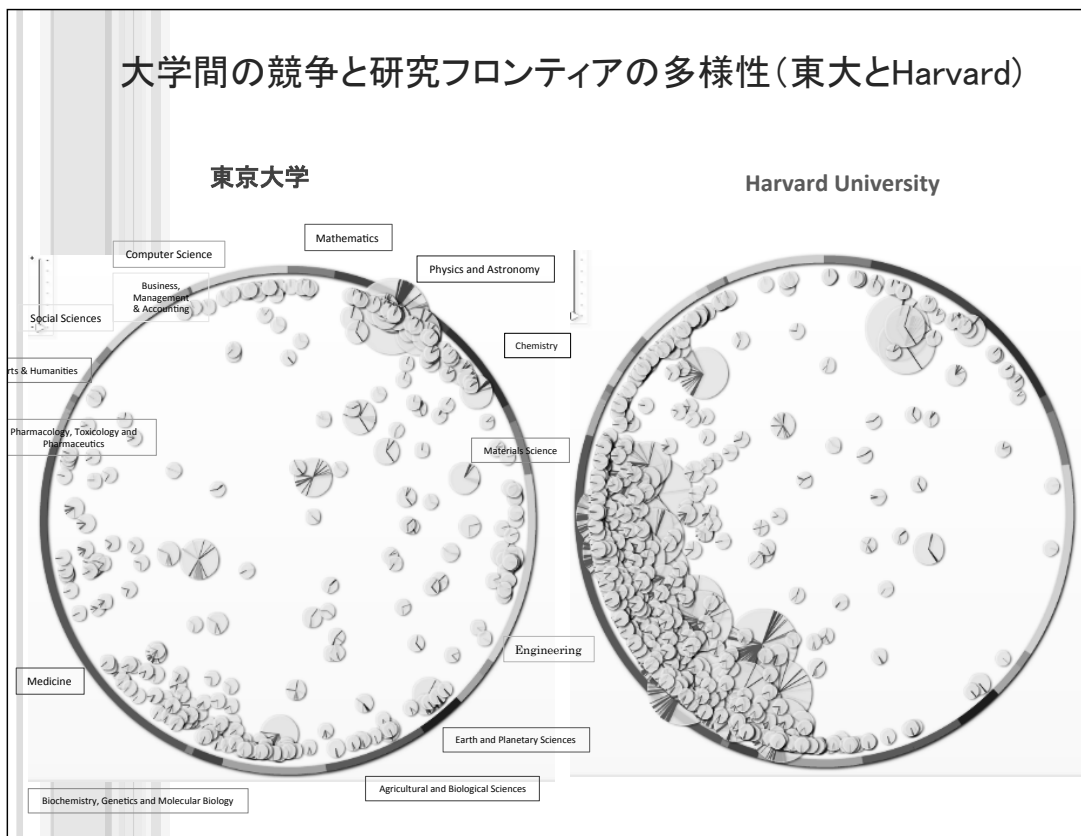 大学間の競争と研究フロンティアの多様性(東大とHarvard)
東京大学
Harvard University
Mathematics
Computer Science
Physics and Astronomy
Business,
Management
& Accounting
Social Sciences
Chemistry
rts & Humanities
Pharmacology, Toxicology and
Pharmaceutics
Materials Science
Engineering
Medicine
Earth and Planetary Sciences
Agricultural and Biological Sciences
Biochemistry, Genetics and Molecular Biology